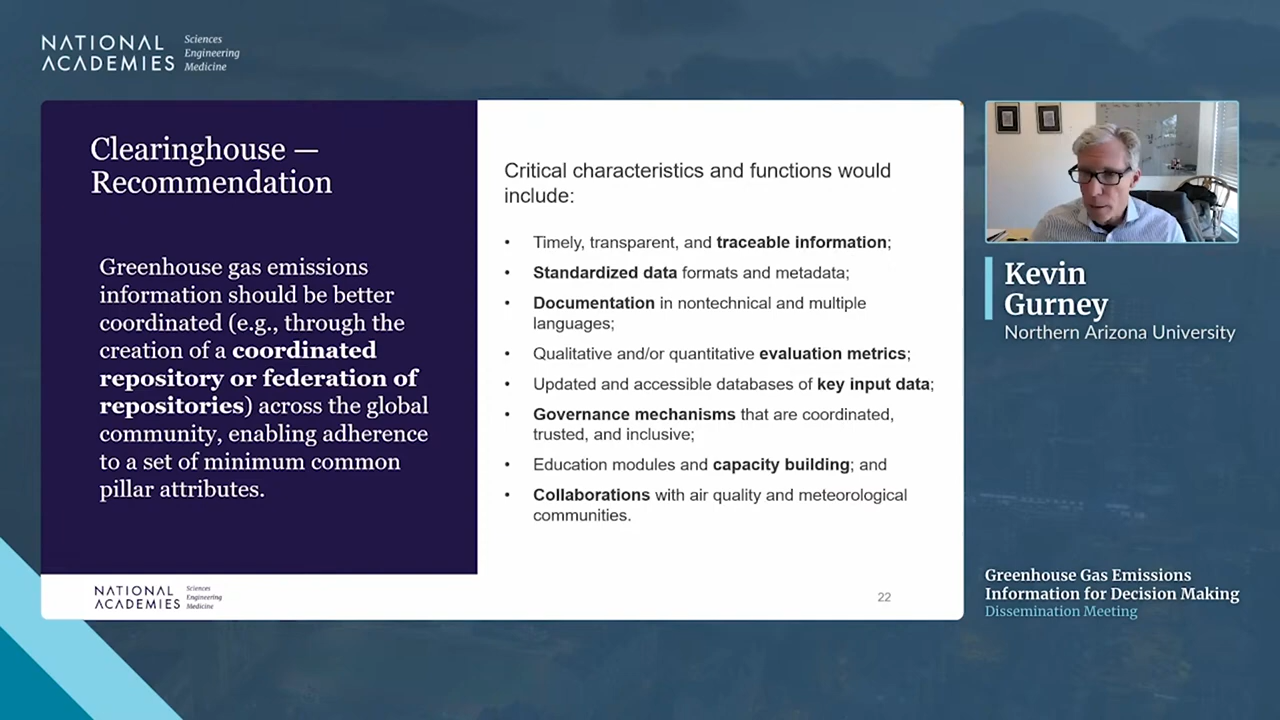 NATIONAL
ACADEMIES
Sciences
Engineering
Medicine
Clearinghouse —
Recommendation
Greenhouse gas emissions
information should be better
coordinated (e.g., through the
creation of a coordinated
repository or federation of
repositories) across the global
community, enabling adherence
to a set of minimum common
pillar attributes.
Critical characteristics and functions would
include:
• Timely, transparent, and traceable information;
• Standardized data formats and metadata;
• Documentation in nontechnical and multiple
languages;
• Qualitative and/or quantitative evaluation metrics;
• Updated and accessible databases of key input data;
• Governance mechanisms that are coordinated,
trusted, and inclusive;
• Education modules and capacity building; and
• Collaborations with air quality and meteorological
communities.
NATIONAL
ACADEMIES
Sciences
Engineering
Medicine
22
Kevin
Gurney
Northern Arizona University
Greenhouse Gas Emissions
Information for Decision Making
Dissemination Meeting